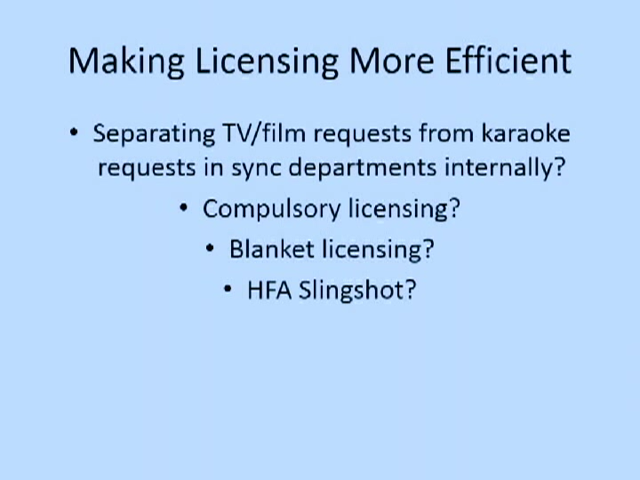 Making Licensing More Efficient
• Separating TV/film requests from karaoke
requests in sync departments internally?
• Compulsory licensing?
• Blanket licensing?
• HFA Slingshot?